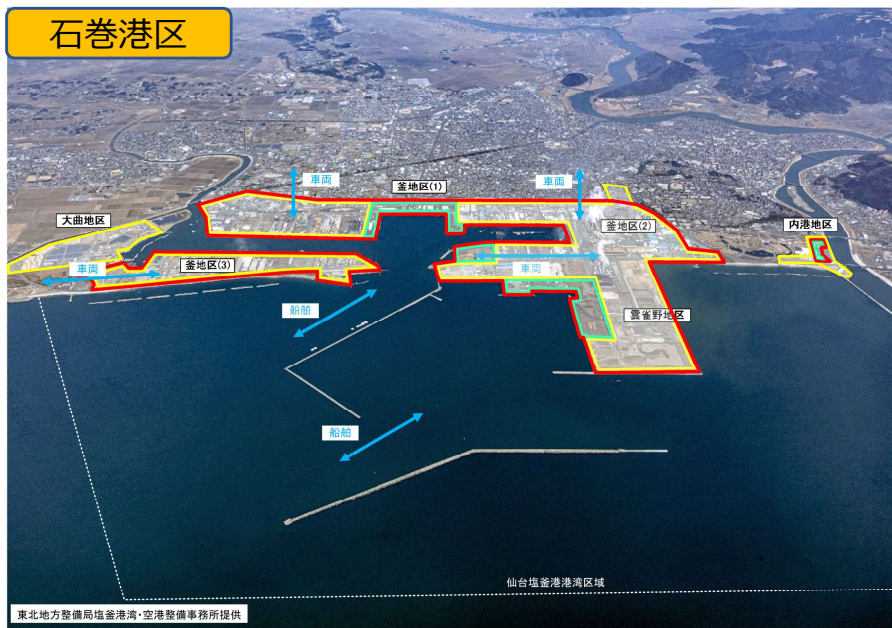 石巻港区
車両
釜地区(1)
車両
大曲地区
釜地区(2)
内港地区
車両
釜地区(3)
車両
船舶
雲雀野地区
船舶
仙台塩釜港港湾区域
東北地方整備局塩釜港湾・空港整備事務所提供